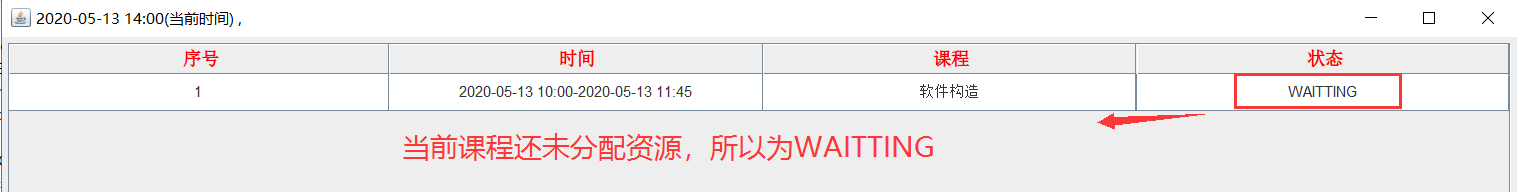 2020-05-13 14:00(当前时间) ,
序号 时间 课程 状态
1 2020-05-13 10:00-2020-05-13 11:45 软件构造 WAITTING
当前课程还未分配资源，所以为WAITTING